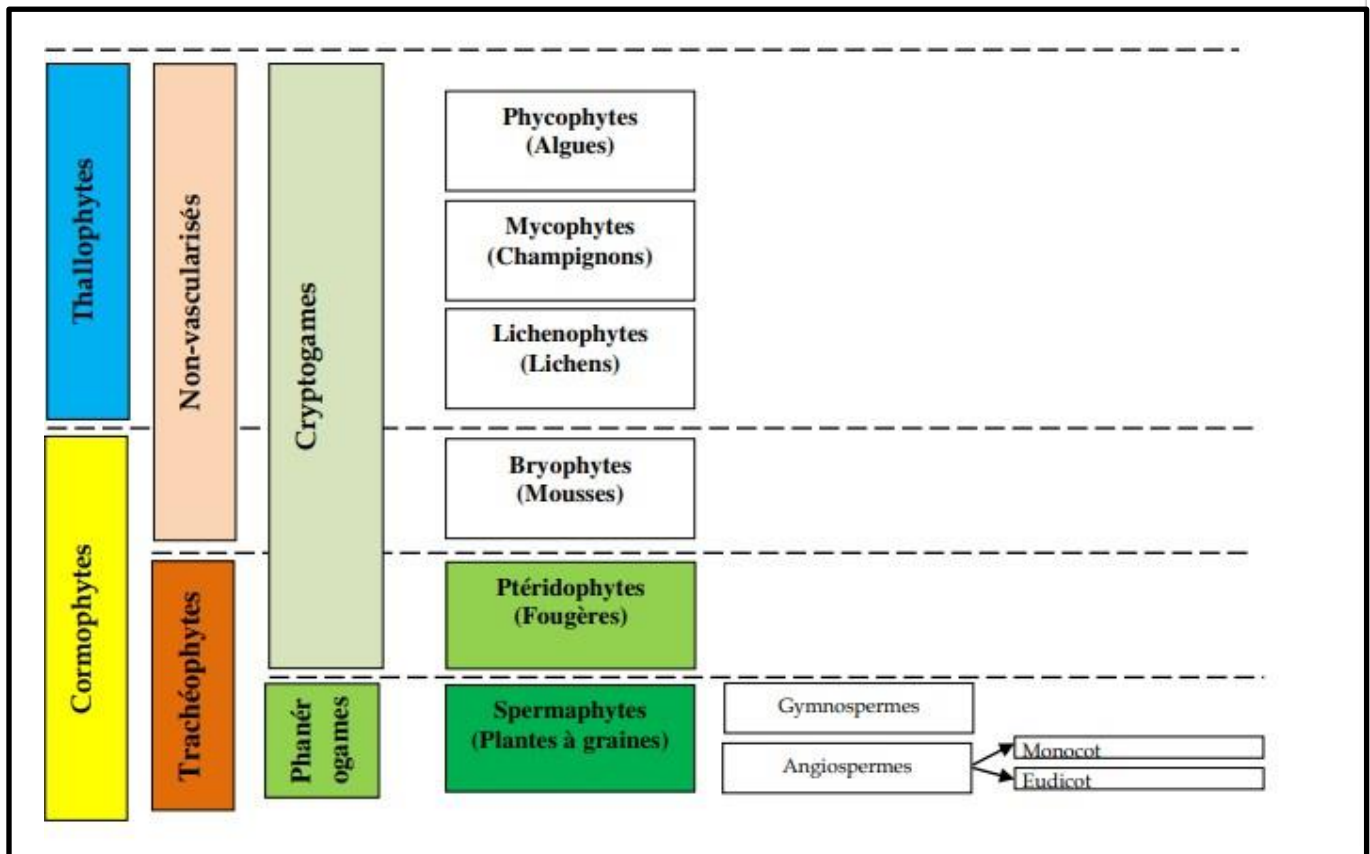 Thallophytes
Cormophytes
Non-vascularisés
Trachéophytes
Cryptogames
Phanér
ogames
Phycophytes
(Algues)
Mycophytes
(Champignons)
Lichenophytes
(Lichens)
Bryophytes
(Mousses)
Ptéridophytes
(Fougères)
Spermaphytes
(Plantes à graines)
Gymnospermes
Angiospermes
Monocot
Eudicot